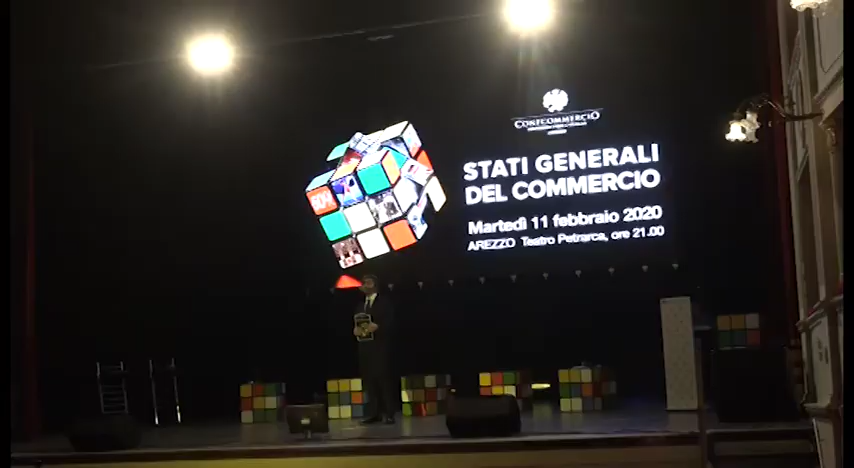 CONFCOMMERCIO
STATI GENERALI
DEL COMMERCIO
Martedì 11 febbraio 2020
AREZZO Teatro Petrarca, ore 21.00